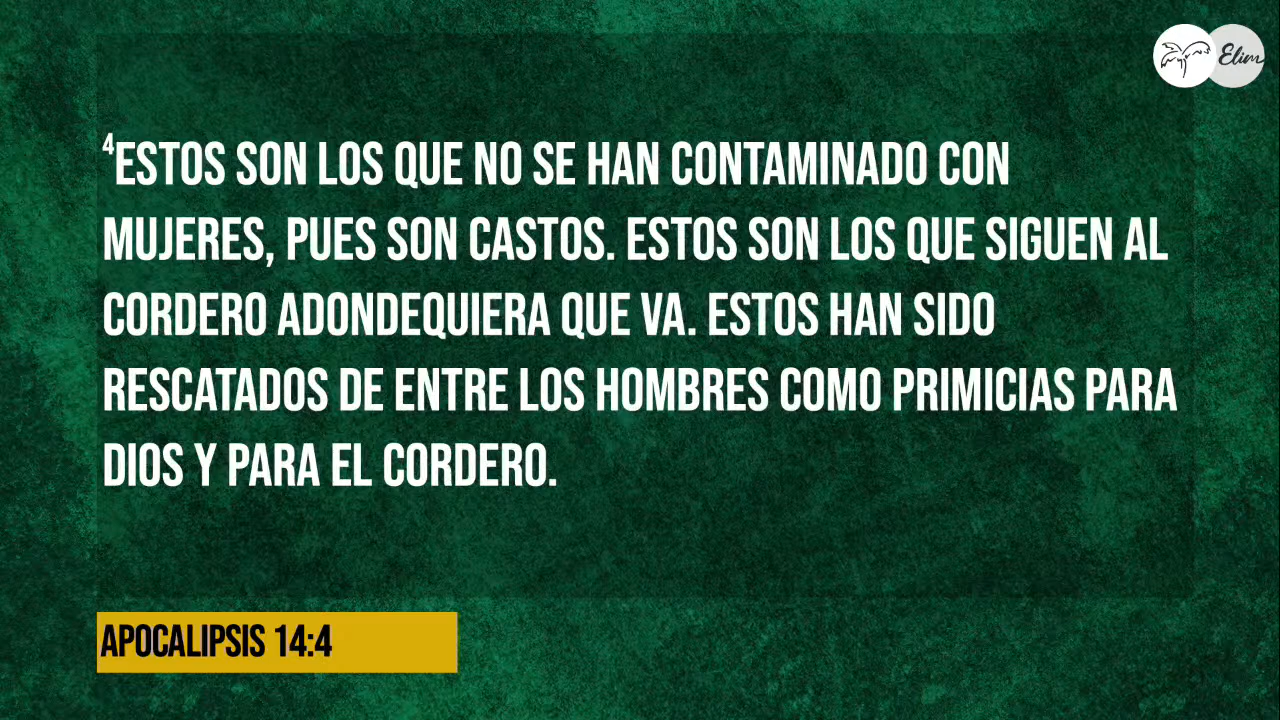 Elim
⁴ESTOS SON LOS QUE NO SE HAN CONTAMINADO CON
MUJERES, PUES SON CASTOS. ESTOS SON LOS QUE SIGUEN AL
CORDERO ADONDEQUIERA QUE VA. ESTOS HAN SIDO
RESCATADOS DE ENTRE LOS HOMBRES COMO PRIMICIAS PARA
DIOS Y PARA EL CORDERO.
APOCALIPSIS 14:4